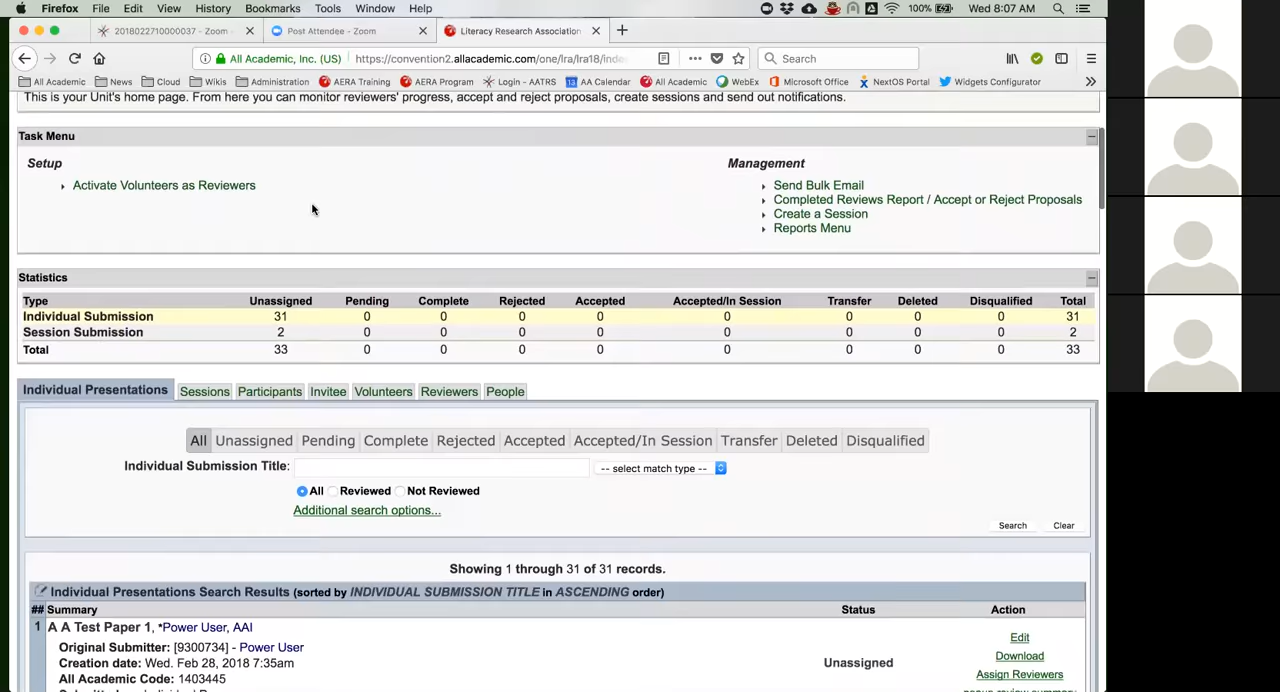 Firefox File Edit View History Bookmarks Tools Window Help 100% Wed 8:07 AM
2018022710000037 - Zoom Post Attendee - Zoom Literacy Research Association
All Academic, Inc. (US) https://convention2.allacademic.com/one/lra/lra18/inde Search
All Academic News Cloud Wikis Administration AERA Training AERA Program Login - AATRS AA Calendar All Academic WebEx Microsoft Office NextOS Portal Widgets Configurator
This is your Unit's home page. From here you can monitor reviewers' progress, accept and reject proposals, create sessions and send out notifications.
Task Menu
Setup
Activate Volunteers as Reviewers
Management
Send Bulk Email
Completed Reviews Report / Accept or Reject Proposals
Create a Session
Reports Menu
Statistics
Type Unassigned Pending Complete Rejected Accepted Accepted/In Session Transfer Deleted Disqualified Total
Individual Submission 31 0 0 0 0 0 0 0 0 31
Session Submission 2 0 0 0 0 0 0 0 0 2
Total 33 0 0 0 0 0 0 0 0 33
Individual Presentations Sessions Participants Invitee Volunteers Reviewers People
All Unassigned Pending Complete Rejected Accepted Accepted/In Session Transfer Deleted Disqualified
Individual Submission Title: -- select match type --
All Reviewed Not Reviewed
Additional search options...
Search Clear
Showing 1 through 31 of 31 records.
Individual Presentations Search Results (sorted by INDIVIDUAL SUBMISSION TITLE in ASCENDING order)
## Summary Status Action
1 A A Test Paper 1, *Power User, AAI
Original Submitter: [9300734] - Power User
Creation date: Wed. Feb 28, 2018 7:35am
All Academic Code: 1403445
Unassigned
Edit
Download
Assign Reviewers